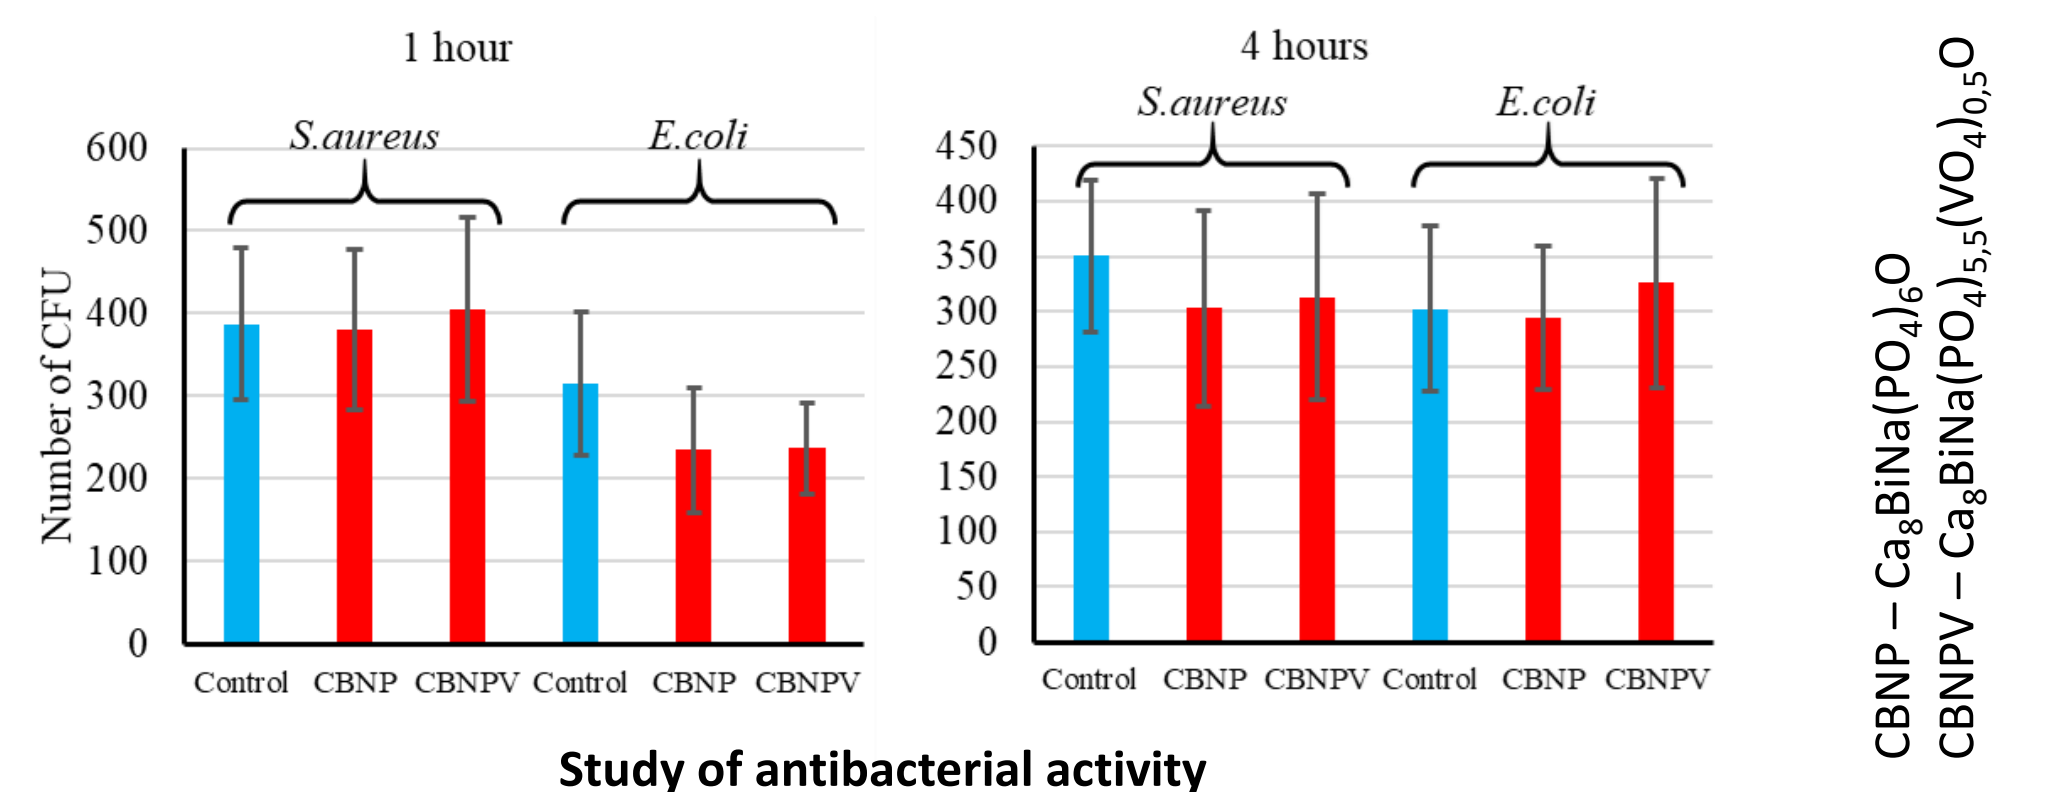 1 hour
S.aureus
E.coli
Number of CFU
600
500
400
300
200
100
0
Control CBNP CBNPV Control CBNP CBNPV
4 hours
S.aureus
E.coli
450
400
350
300
250
200
150
100
50
0
Control CBNP CBNPV Control CBNP CBNPV
CBNP – Ca₈BiNa(PO₄)₆O
CBNPV – Ca₈BiNa(PO₄)₅,₅(VO₄)₀,₅O
Study of antibacterial activity